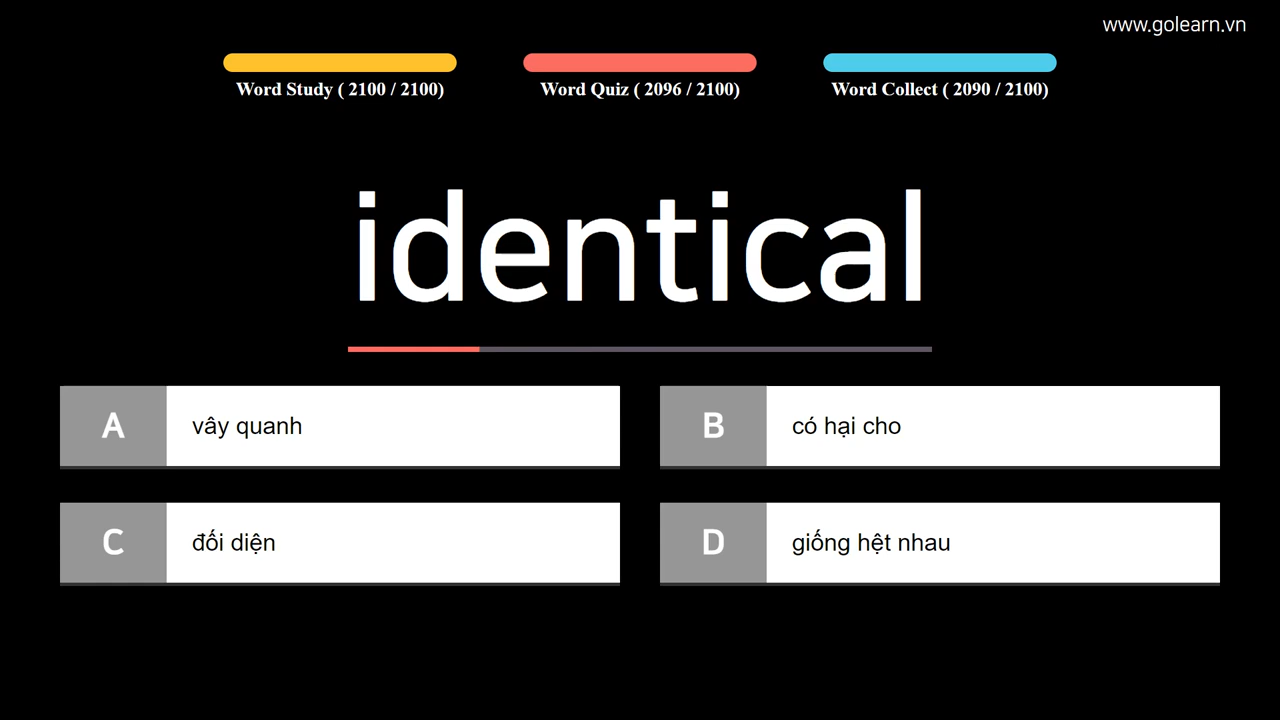 www.golearn.vn
Word Study ( 2100 / 2100)
Word Quiz ( 2096 / 2100)
Word Collect ( 2090 / 2100)
identical
A vây quanh
B có hại cho
C đối diện
D giống hệt nhau